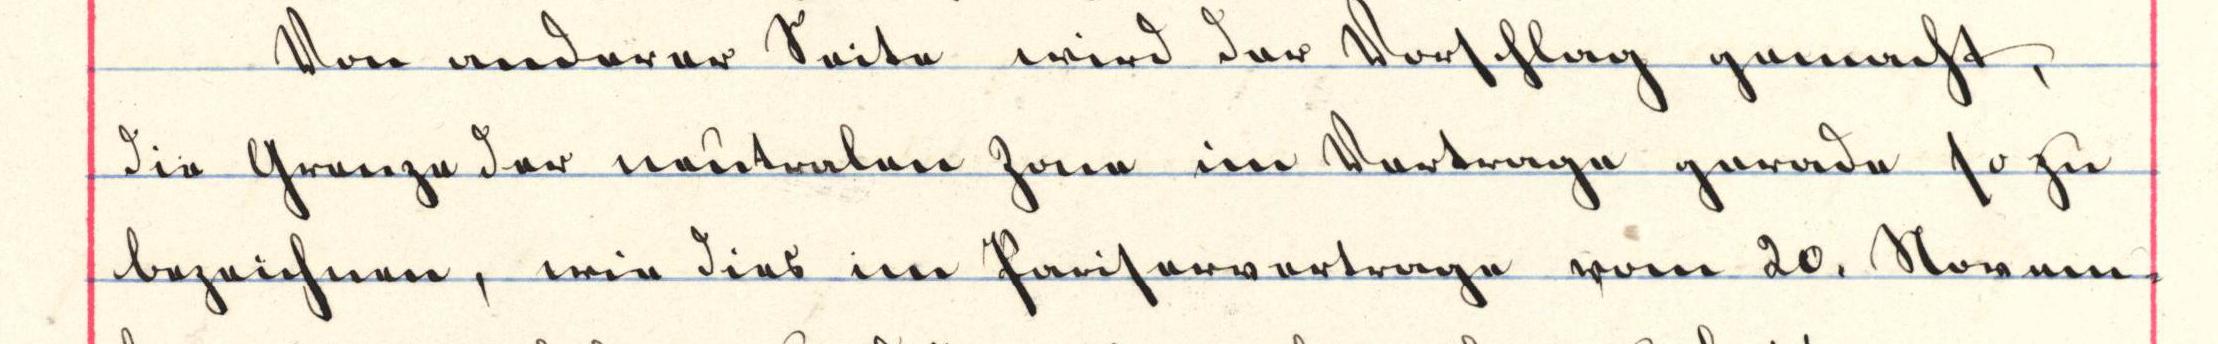 Von anderer Seite wird der Vorschlag gemacht,
die Grenze der neutralen Zone im Vertrage gerade so zu
bezeichnen, wie dies im Pariservertrage vom 20. Novem-